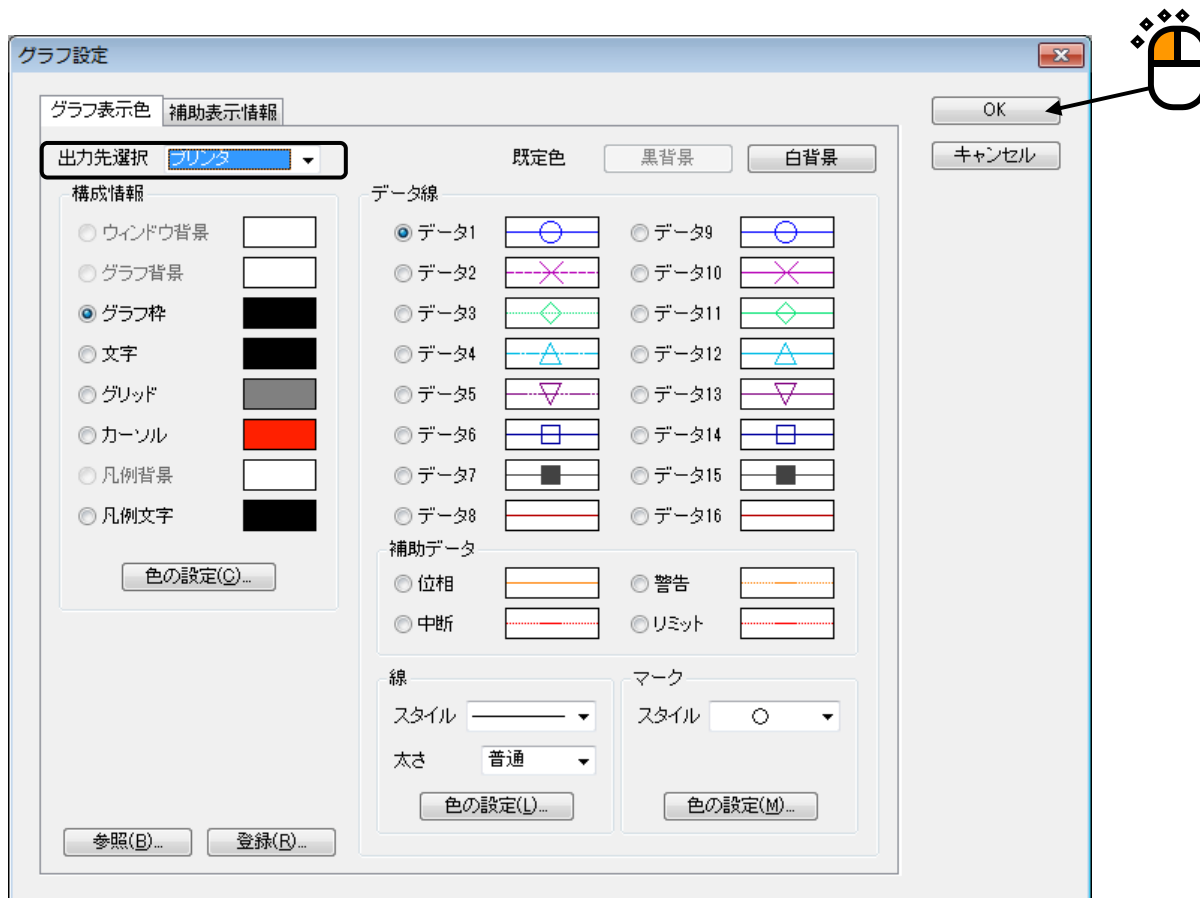 グラフ設定
グラフ表示色 補助表示情報
OK
出力先選択 プリンタ
既定色 黒背景 白背景
キャンセル
構成情報
ウィンドウ背景
グラフ背景
グラフ枠
文字
グリッド
カーソル
凡例背景
凡例文字
色の設定(C)...
データ線
データ1 データ9
データ2 データ10
データ3 データ11
データ4 データ12
データ5 データ13
データ6 データ14
データ7 データ15
データ8 データ16
補助データ
位相 警告
中断 リミット
線
スタイル
太さ 普通
色の設定(L)...
マーク
スタイル
色の設定(M)...
参照(B)... 登録(R)...